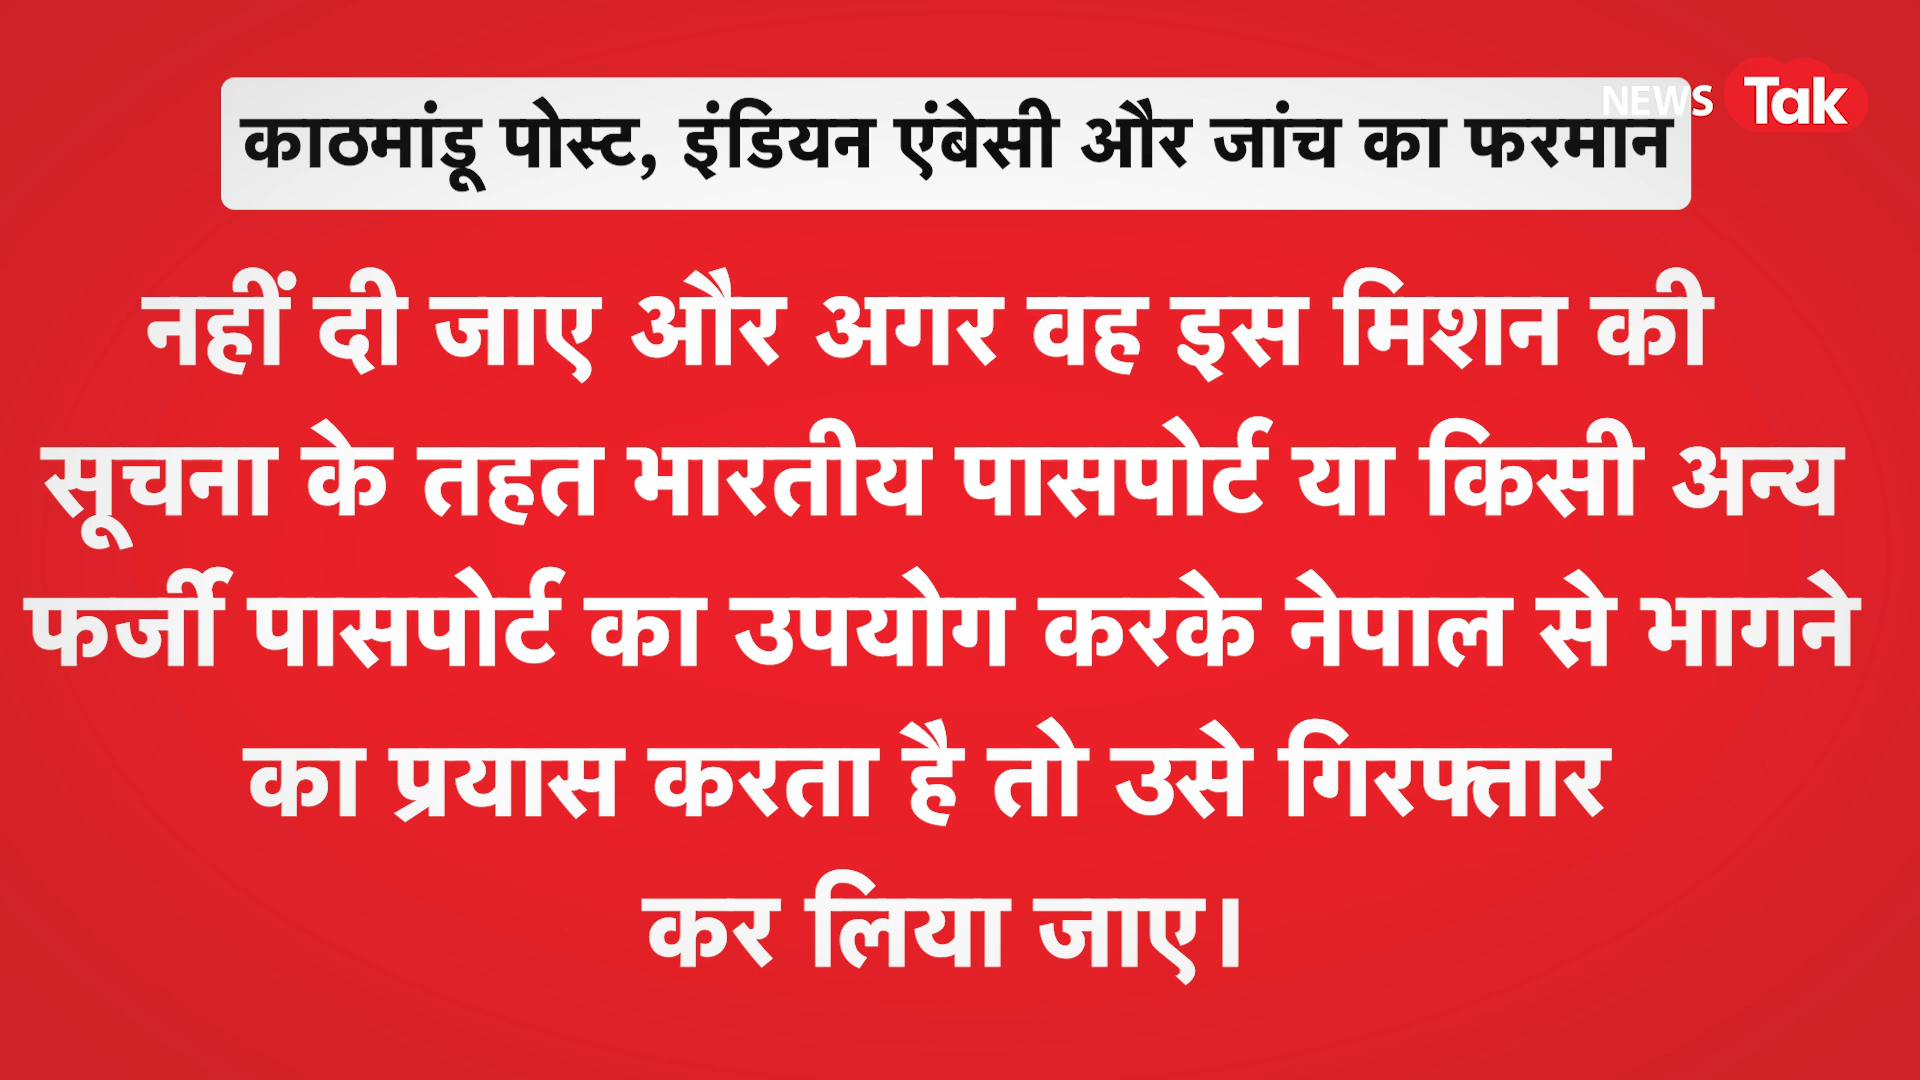 NEWS Tak
काठमांडू पोस्ट, इंडियन एंबेसी और जांच का फरमान
नहीं दी जाए और अगर वह इस मिशन की
सूचना के तहत भारतीय पासपोर्ट या किसी अन्य
फर्जी पासपोर्ट का उपयोग करके नेपाल से भागने
का प्रयास करता है तो उसे गिरफ्तार
कर लिया जाए।